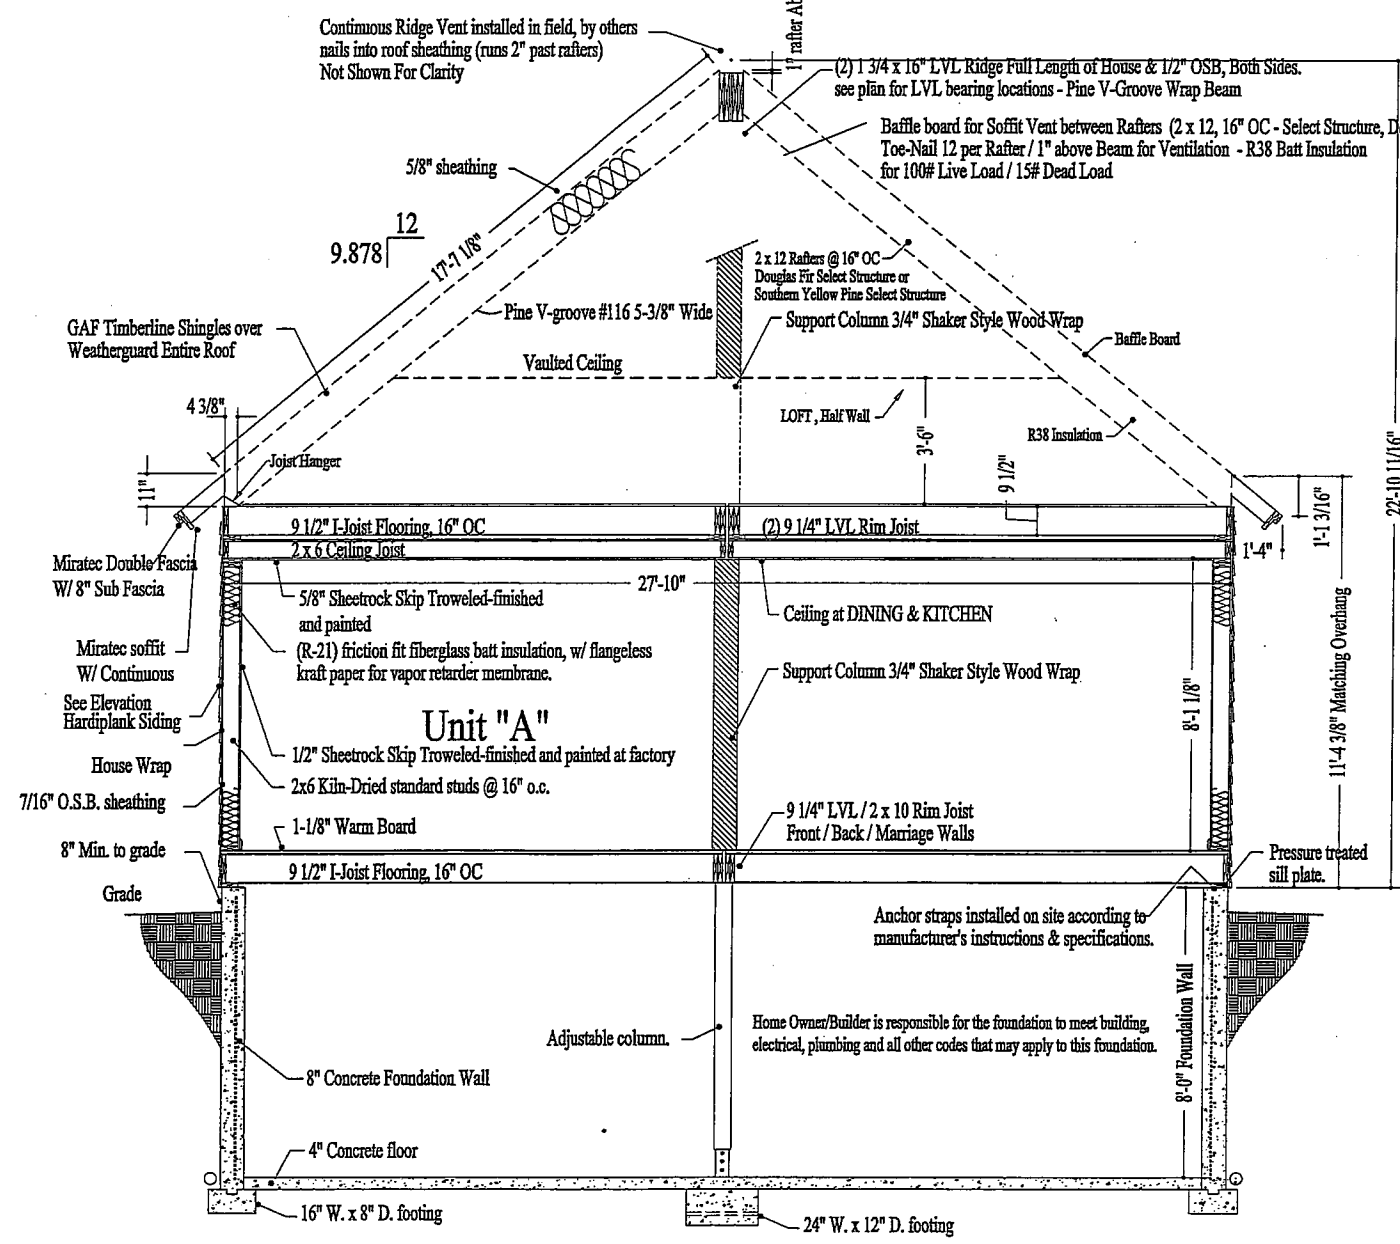 Continuous Ridge Vent installed in field, by others
nails into roof sheathing (runs 2" past rafters)
Not Shown For Clarity
1" rafter
(2) 1 3/4 x 16" LVL Ridge Full Length of House & 1/2" OSB, Both Sides.
see plan for LVL bearing locations - Pine V-Groove Wrap Beam
Baffle board for Soffit Vent between Rafters (2 x 12, 16" OC - Select Structure,
Toe-Nail 12 per Rafter / 1" above Beam for Ventilation - R38 Batt Insulation
for 100# Live Load / 15# Dead Load
5/8" sheathing
12
9.878
17'-7 1/8"
2 x 12 Rafters @ 16" OC
Douglas Fir Select Structure or
Southern Yellow Pine Select Structure
Pine V-groove #116 5-3/8" Wide
Support Column 3/4" Shaker Style Wood Wrap
GAF Timberline Shingles over
Weatherguard Entire Roof
Baffle Board
Vaulted Ceiling
4 3/8"
LOFT , Half Wall
3'-6"
R38 Insulation
Joist Hanger
9 1/2"
11"
22'-10 11/16"
1'-1 3/16"
9 1/2" I-Joist Flooring, 16" OC
(2) 9 1/4" LVL Rim Joist
2 x 6 Ceiling Joist
1'-4"
Miratec Double Fascia
W/ 8" Sub Fascia
27'-10"
5/8" Sheetrock Skip Troweled-finished
and painted
Ceiling at DINING & KITCHEN
(R-21) friction fit fiberglass batt insulation, w/ flangeless
kraft paper for vapor retarder membrane.
Miratec soffit
W/ Continuous
Support Column 3/4" Shaker Style Wood Wrap
See Elevation
Hardiplank Siding
8'-1 1/8"
11'-4 3/8" Matching Overhang
Unit "A"
1/2" Sheetrock Skip Troweled-finished and painted at factory
House Wrap
2x6 Kiln-Dried standard studs @ 16" o.c.
7/16" O.S.B. sheathing
9 1/4" LVL / 2 x 10 Rim Joist
Front / Back / Marriage Walls
1-1/8" Warm Board
8" Min. to grade
Pressure treated
sill plate.
9 1/2" I-Joist Flooring, 16" OC
Grade
Anchor straps installed on site according to
manufacturer's instructions & specifications.
8'-0" Foundation Wall
Home Owner/Builder is responsible for the foundation to meet building,
electrical, plumbing and all other codes that may apply to this foundation.
Adjustable column.
8" Concrete Foundation Wall
4" Concrete floor
16" W. x 8" D. footing
24" W. x 12" D. footing